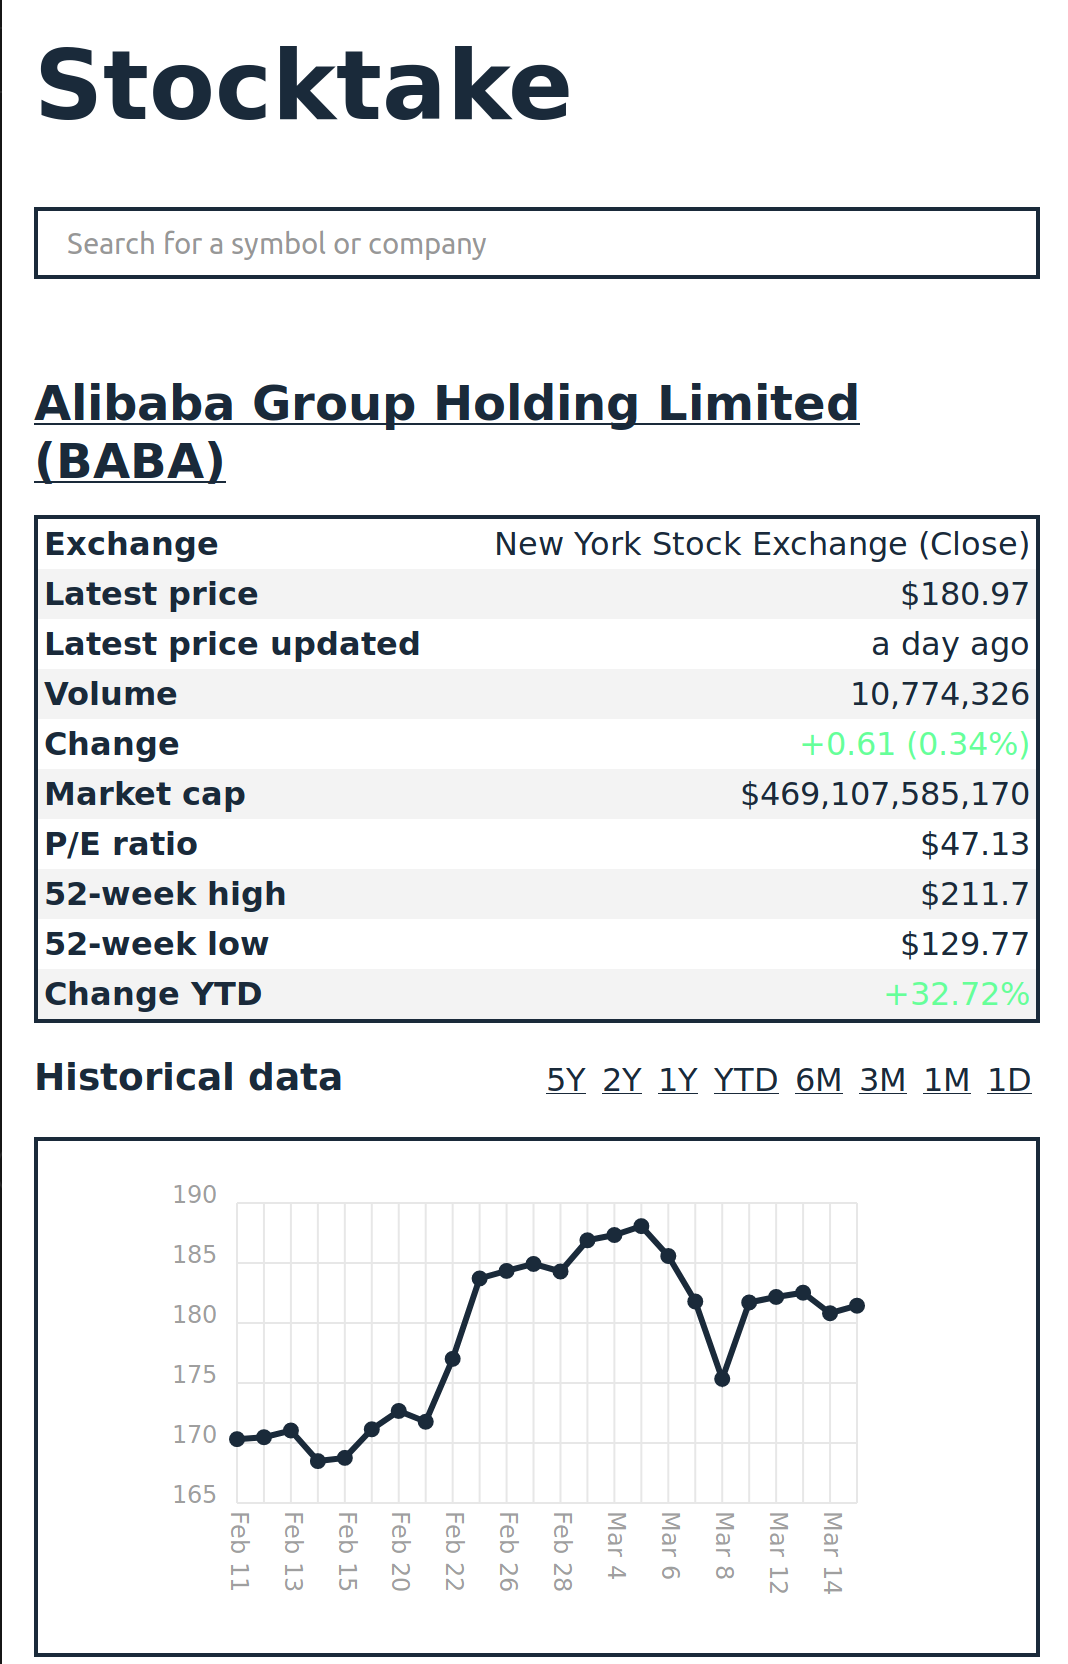 Stocktake
Search for a symbol or company
Alibaba Group Holding Limited
(BABA)
Exchange New York Stock Exchange (Close)
Latest price $180.97
Latest price updated a day ago
Volume 10,774,326
Change +0.61 (0.34%)
Market cap $469,107,585,170
P/E ratio $47.13
52-week high $211.7
52-week low $129.77
Change YTD +32.72%
Historical data 5Y 2Y 1Y YTD 6M 3M 1M 1D
190
185
180
175
170
165
Feb 11
Feb 13
Feb 15
Feb 20
Feb 22
Feb 26
Feb 28
Mar 4
Mar 6
Mar 8
Mar 12
Mar 14